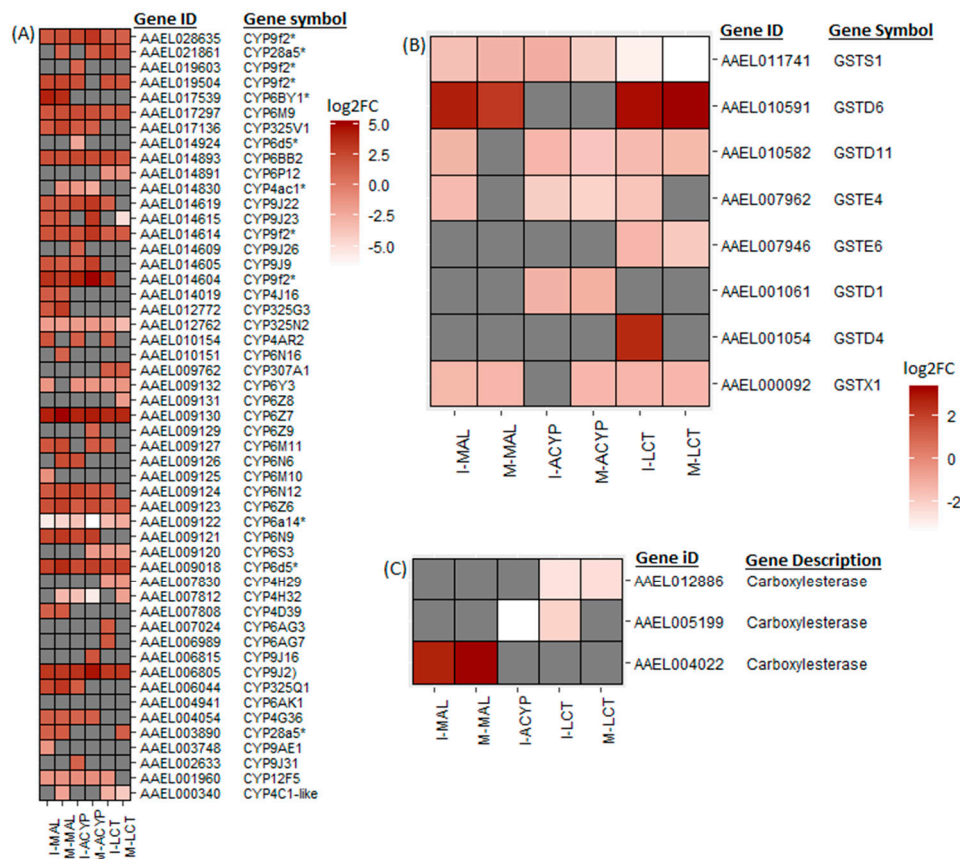 (A)
Gene ID Gene symbol
AAEL028635 CYP9f2*
AAEL021861 CYP28a5*
AAEL019603 CYP9f2*
AAEL019504 CYP9f2*
AAEL017539 CYP6BY1*
AAEL017297 CYP6M9
AAEL017136 CYP325V1
AAEL014924 CYP6d5*
AAEL014893 CYP6BB2
AAEL014891 CYP6P12
AAEL014830 CYP4ac1*
AAEL014619 CYP9J22
AAEL014615 CYP9J23
AAEL014614 CYP9f2*
AAEL014609 CYP9J26
AAEL014605 CYP9J9
AAEL014604 CYP9f2*
AAEL014019 CYP4J16
AAEL012772 CYP325G3
AAEL012762 CYP325N2
AAEL010154 CYP4AR2
AAEL010151 CYP6N16
AAEL009762 CYP307A1
AAEL009132 CYP6Y3
AAEL009131 CYP6Z8
AAEL009130 CYP6Z7
AAEL009129 CYP6Z9
AAEL009127 CYP6M11
AAEL009126 CYP6N6
AAEL009125 CYP6M10
AAEL009124 CYP6N12
AAEL009123 CYP6Z6
AAEL009122 CYP6a14*
AAEL009121 CYP6N9
AAEL009120 CYP6S3
AAEL009018 CYP6d5*
AAEL007830 CYP4H29
AAEL007812 CYP4H32
AAEL007808 CYP4D39
AAEL007024 CYP6AG3
AAEL006989 CYP6AG7
AAEL006815 CYP9J16
AAEL006805 CYP9J2)
AAEL006044 CYP325Q1
AAEL004941 CYP6AK1
AAEL004054 CYP4G36
AAEL003890 CYP28a5*
AAEL003748 CYP9AE1
AAEL002633 CYP9J31
AAEL001960 CYP12F5
AAEL000340 CYP4C1-like
I-MAL
M-MAL
I-ACYP
M-ACYP
I-LCT
M-LCT
log2FC
5.0
2.5
0.0
-2.5
-5.0
(B)
Gene ID Gene Symbol
AAEL011741 GSTS1
AAEL010591 GSTD6
AAEL010582 GSTD11
AAEL007962 GSTE4
AAEL007946 GSTE6
AAEL001061 GSTD1
AAEL001054 GSTD4
AAEL000092 GSTX1
I-MAL
M-MAL
I-ACYP
M-ACYP
I-LCT
M-LCT
log2FC
2
0
-2
(C)
Gene iD Gene Description
AAEL012886 Carboxylesterase
AAEL005199 Carboxylesterase
AAEL004022 Carboxylesterase
I-MAL
M-MAL
I-ACYP
I-LCT
M-LCT